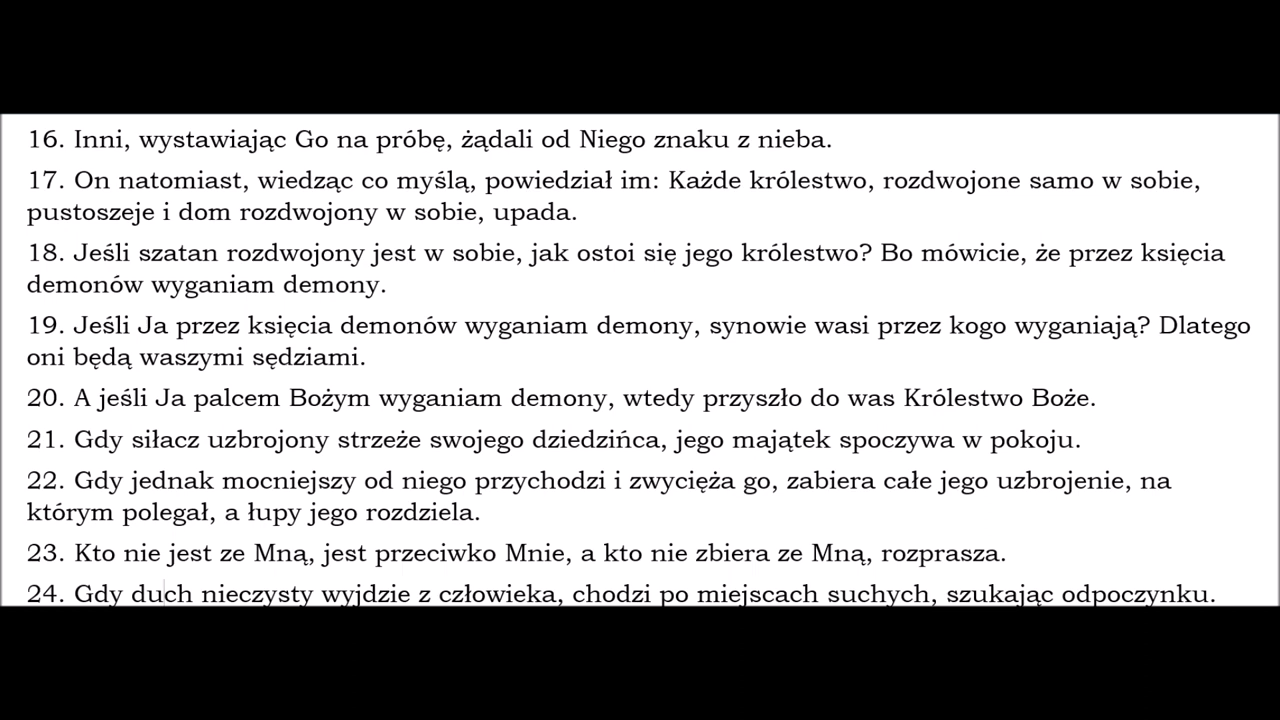 16. Inni, wystawiając Go na próbę, żądali od Niego znaku z nieba.
17. On natomiast, wiedząc co myślą, powiedział im: Każde królestwo, rozdwojone samo w sobie,
pustoszeje i dom rozdwojony w sobie, upada.
18. Jeśli szatan rozdwojony jest w sobie, jak ostoi się jego królestwo? Bo mówicie, że przez księcia
demonów wyganiam demony.
19. Jeśli Ja przez księcia demonów wyganiam demony, synowie wasi przez kogo wyganiają? Dlatego
oni będą waszymi sędziami.
20. A jeśli Ja palcem Bożym wyganiam demony, wtedy przyszło do was Królestwo Boże.
21. Gdy siłacz uzbrojony strzeże swojego dziedzińca, jego majątek spoczywa w pokoju.
22. Gdy jednak mocniejszy od niego przychodzi i zwycięża go, zabiera całe jego uzbrojenie, na
którym polegał, a łupy jego rozdziela.
23. Kto nie jest ze Mną, jest przeciwko Mnie, a kto nie zbiera ze Mną, rozprasza.
24. Gdy duch nieczysty wyjdzie z człowieka, chodzi po miejscach suchych, szukając odpoczynku.